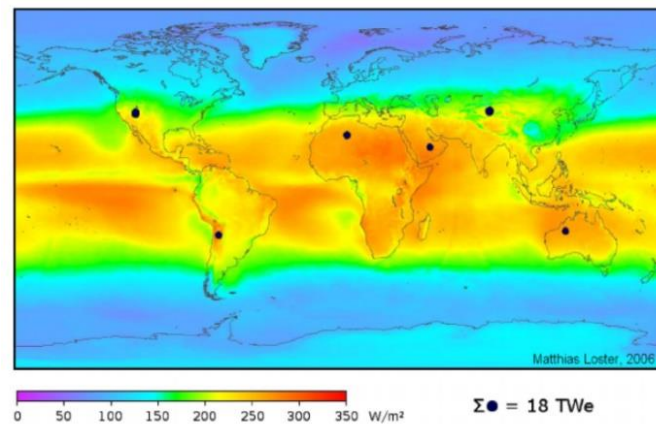 Matthias Loster, 2006
0 50 100 150 200 250 300 350 W/m²
Σ● = 18 TWe